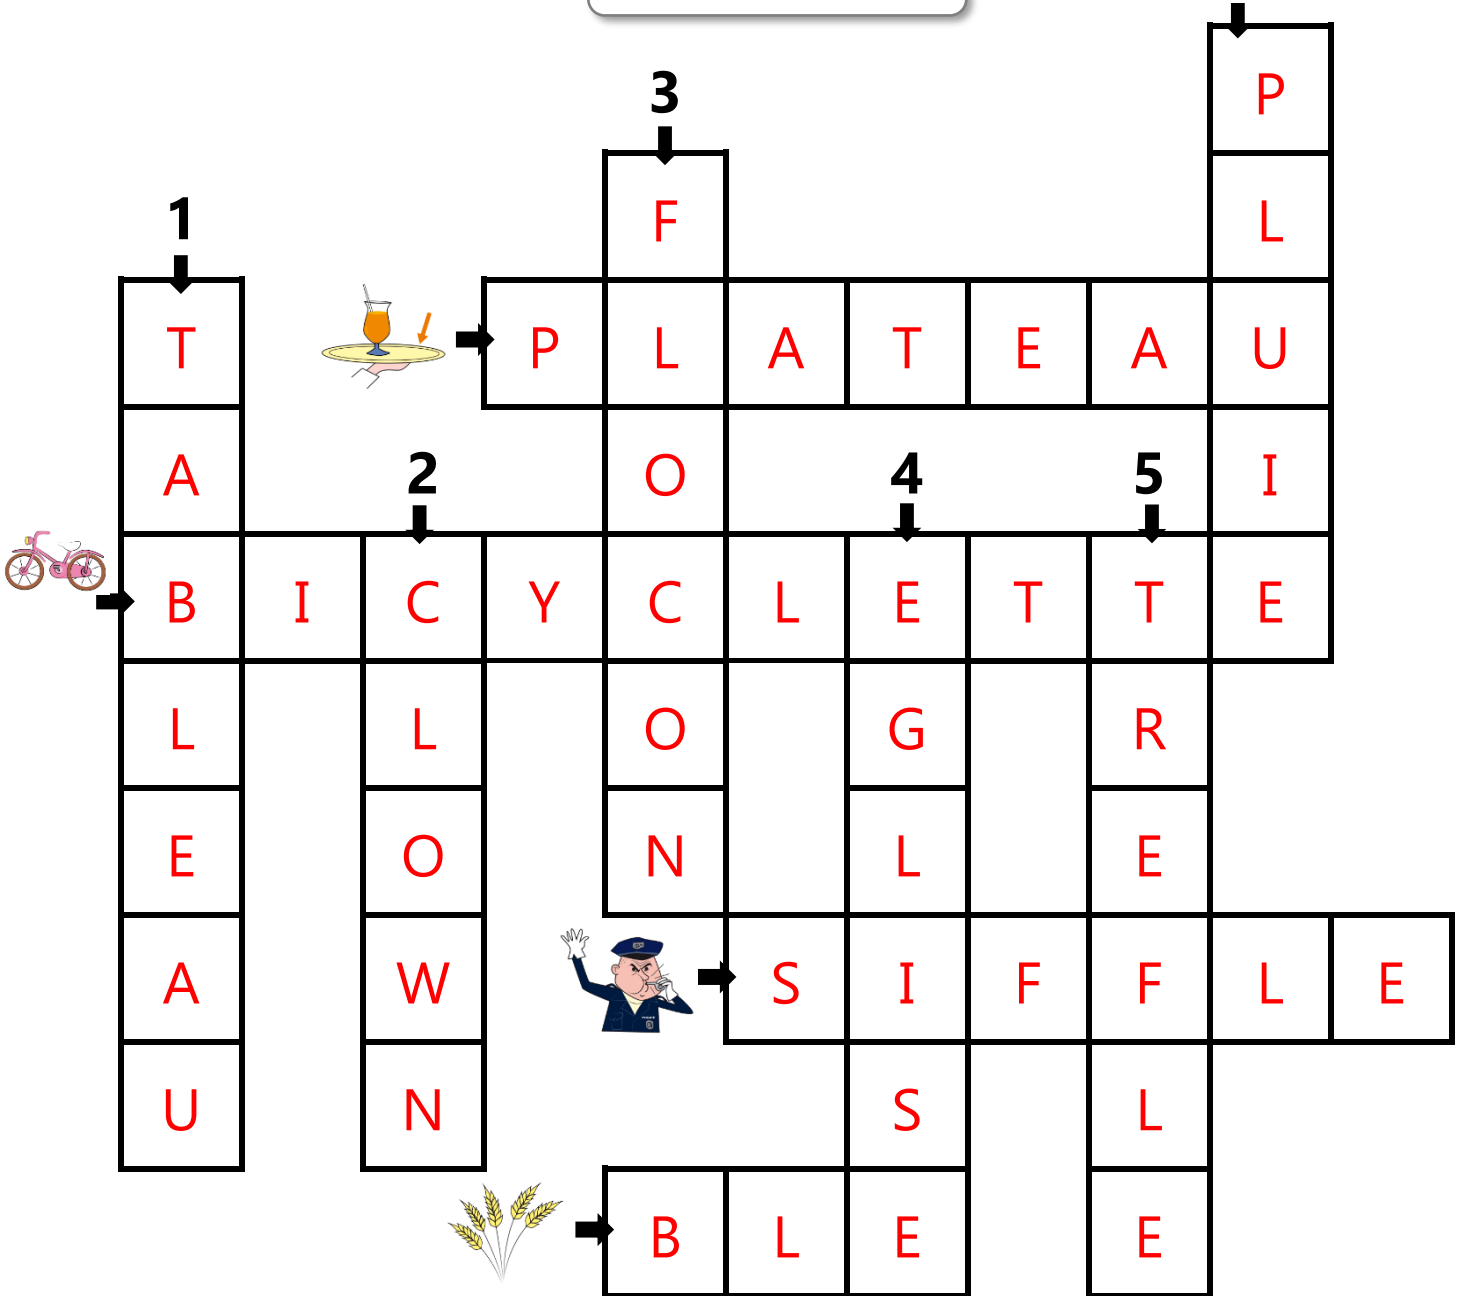 P
3
F L
1
T P L A T E A U
A 2 O 4 5 I
B I C Y C L E T T E
L L O G R
E O N L E
A W S I F F L E
U N S L
B L E E